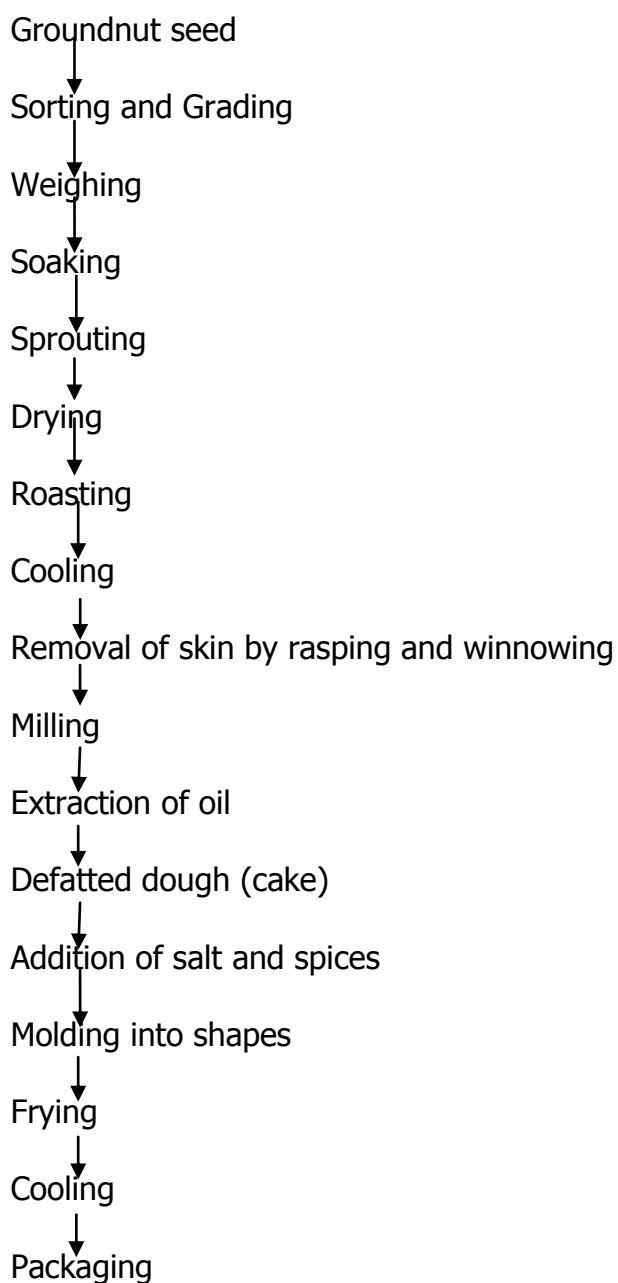 Groundnut seed
Sorting and Grading
Weighing
Soaking
Sprouting
Drying
Roasting
Cooling
Removal of skin by rasping and winnowing
Milling
Extraction of oil
Defatted dough (cake)
Addition of salt and spices
Molding into shapes
Frying
Cooling
Packaging